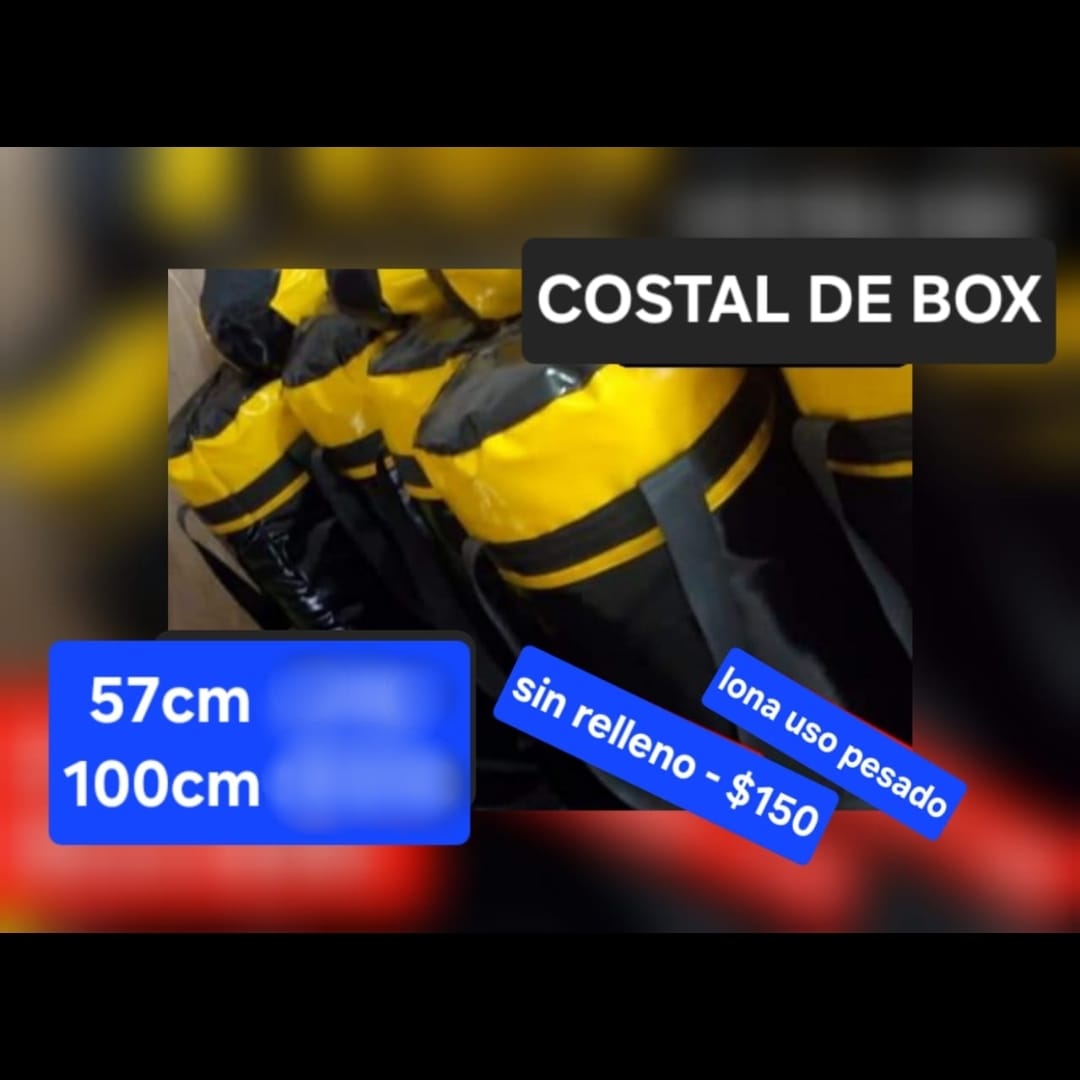 COSTAL DE BOX
57cm
100cm
sin relleno - $150
lona uso pesado